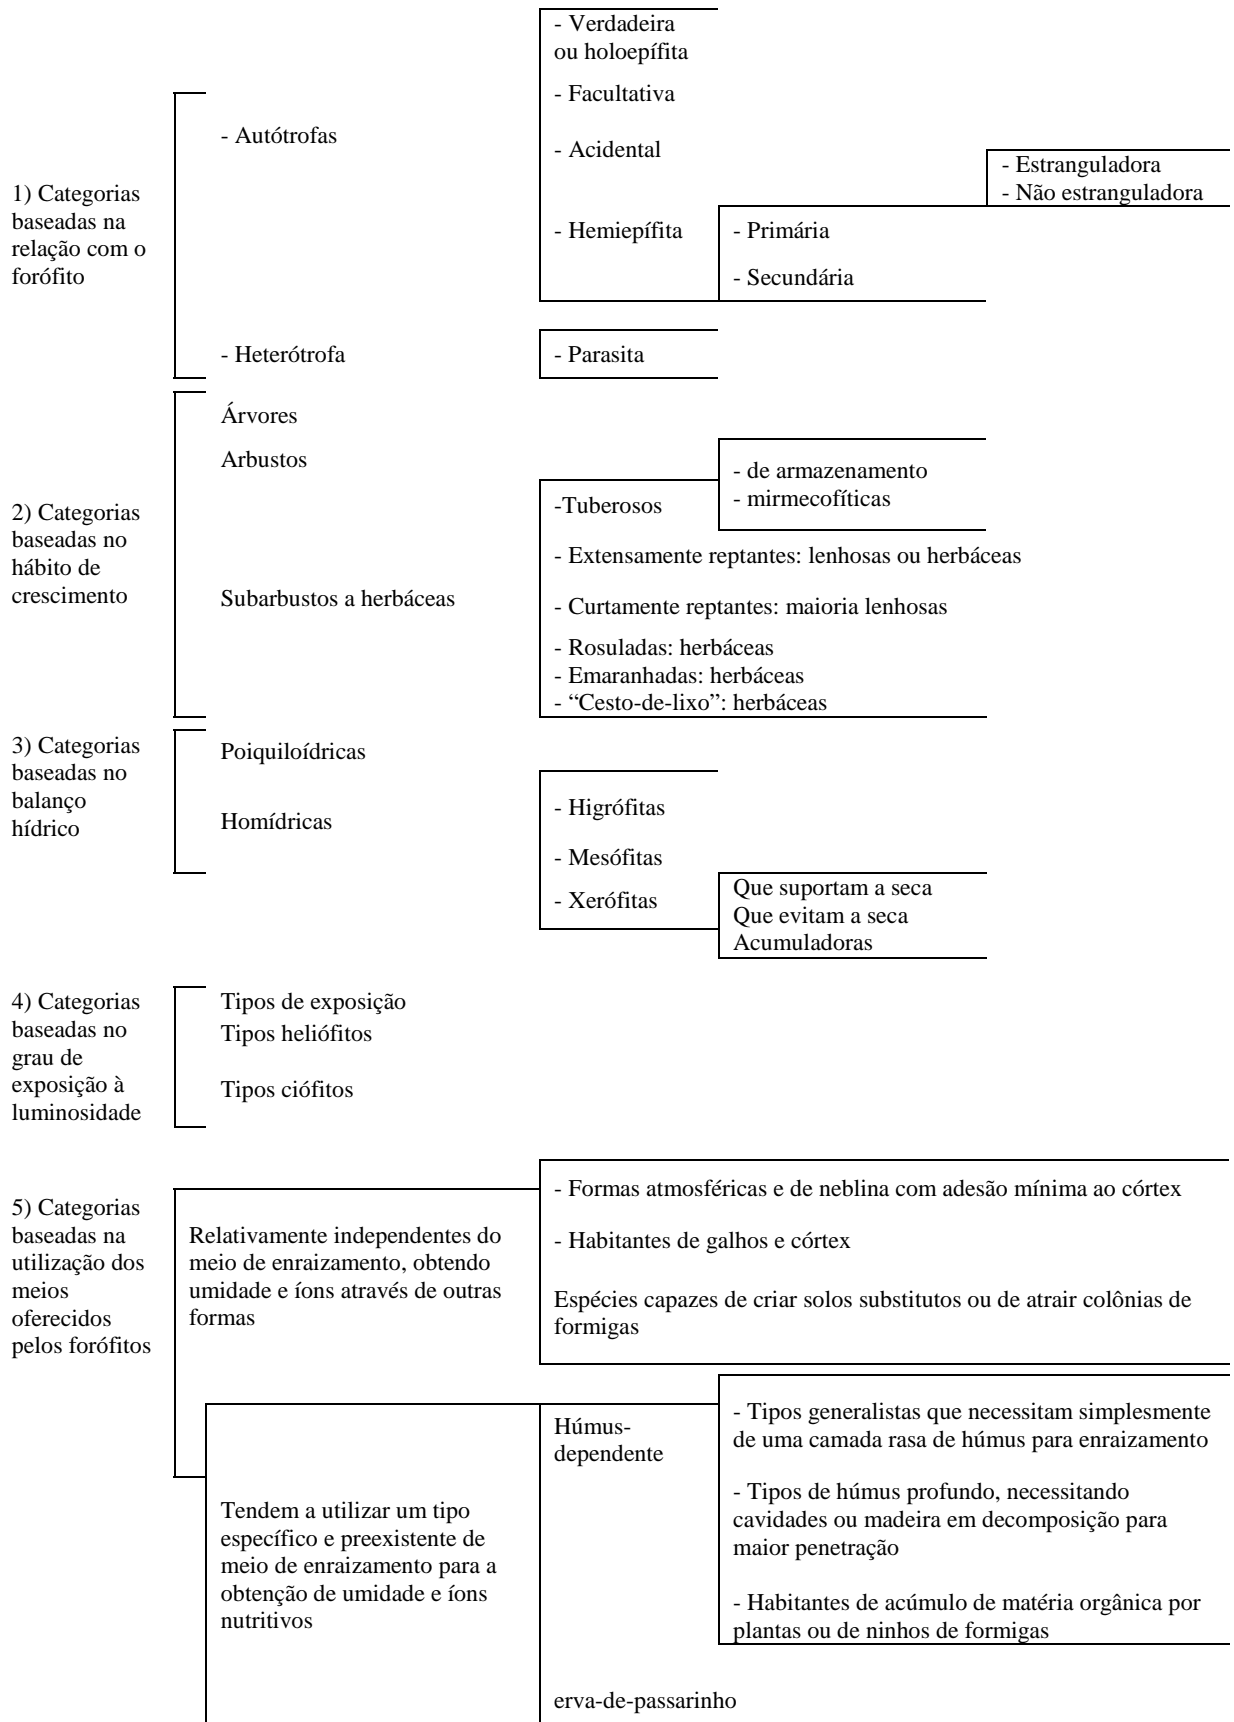 1) Categorias
baseadas na
relação com o
forófito
- Autótrofas
- Verdadeira
ou holoepífita
- Facultativa
- Acidental
- Hemiepífita
- Primária
- Estranguladora
- Não estranguladora
- Secundária
- Heterótrofa
- Parasita
2) Categorias
baseadas no
hábito de
crescimento
Árvores
Arbustos
Subarbustos a herbáceas
-Tuberosos
- de armazenamento
- mirmecofíticas
- Extensamente reptantes: lenhosas ou herbáceas
- Curtamente reptantes: maioria lenhosas
- Rosuladas: herbáceas
- Emaranhadas: herbáceas
- “Cesto-de-lixo”: herbáceas
3) Categorias
baseadas no
balanço
hídrico
Poiquiloídricas
Homídricas
- Higrófitas
- Mesófitas
- Xerófitas
Que suportam a seca
Que evitam a seca
Acumuladoras
4) Categorias
baseadas no
grau de
exposição à
luminosidade
Tipos de exposição
Tipos heliófitos
Tipos ciófitos
5) Categorias
baseadas na
utilização dos
meios
oferecidos
pelos forófitos
Relativamente independentes do
meio de enraizamento, obtendo
umidade e íons através de outras
formas
- Formas atmosféricas e de neblina com adesão mínima ao córtex
- Habitantes de galhos e córtex
Espécies capazes de criar solos substitutos ou de atrair colônias de
formigas
Tendem a utilizar um tipo
específico e preexistente de
meio de enraizamento para a
obtenção de umidade e íons
nutritivos
Húmus-
dependente
- Tipos generalistas que necessitam simplesmente
de uma camada rasa de húmus para enraizamento
- Tipos de húmus profundo, necessitando
cavidades ou madeira em decomposição para
maior penetração
- Habitantes de acúmulo de matéria orgânica por
plantas ou de ninhos de formigas
erva-de-passarinho